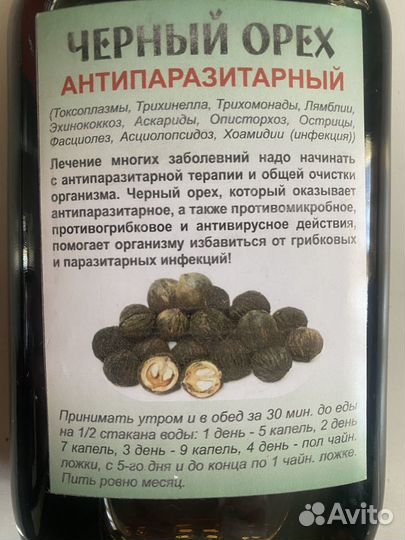 ЧЕРНЫЙ ОРЕХ
АНТИПАРАЗИТАРНЫЙ
(Токсоплазмы, Трихинелла, Трихомонады, Лямблии,
Эхинококкоз, Аскариды, Описторхоз, Острицы,
Фасциолез, Асциолопсидоз, Хоамидии (инфекция))
Лечение многих заболеваний надо начинать
с антипаразитарной терапии и общей очистки
организма. Черный орех, который оказывает
антипаразитарное, а также противомикробное,
противогрибковое и антивирусное действия,
помогает организму избавиться от грибковых
и паразитарных инфекций!
Принимать утром и в обед за 30 мин. до еды
на 1/2 стакана воды: 1 день - 5 капель, 2 день
7 капель, 3 день - 9 капель, 4 день - пол чайн.
ложки, с 5-го дня и до конца по 1 чайн. ложке.
Пить ровно месяц.
Avito